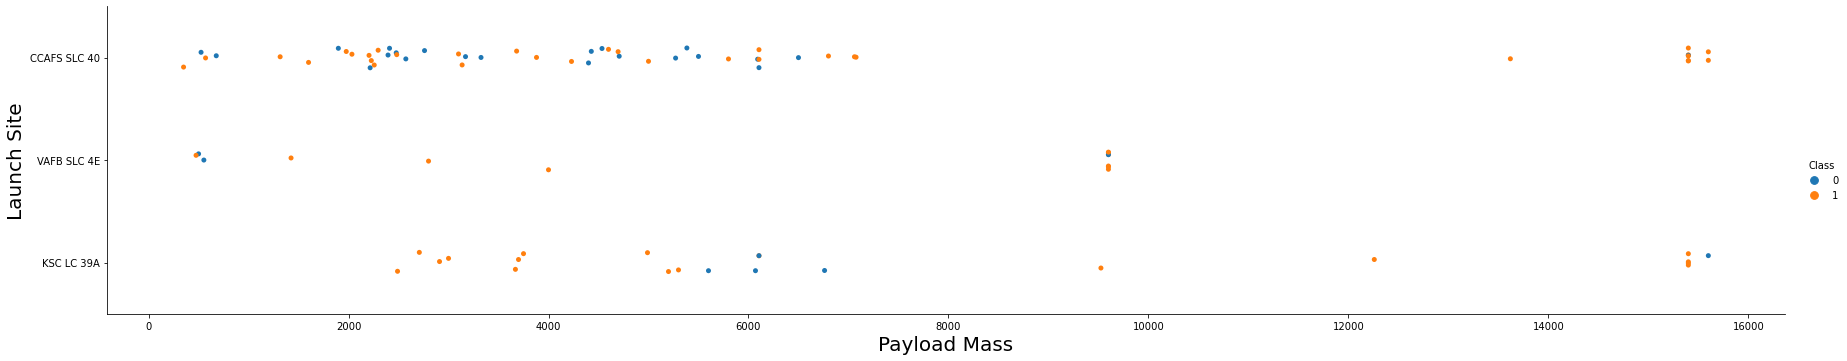 Launch Site
CCAFS SLC 40
VAFB SLC 4E
KSC LC 39A
0 2000 4000 6000 8000 10000 12000 14000 16000
Payload Mass
Class
0
1